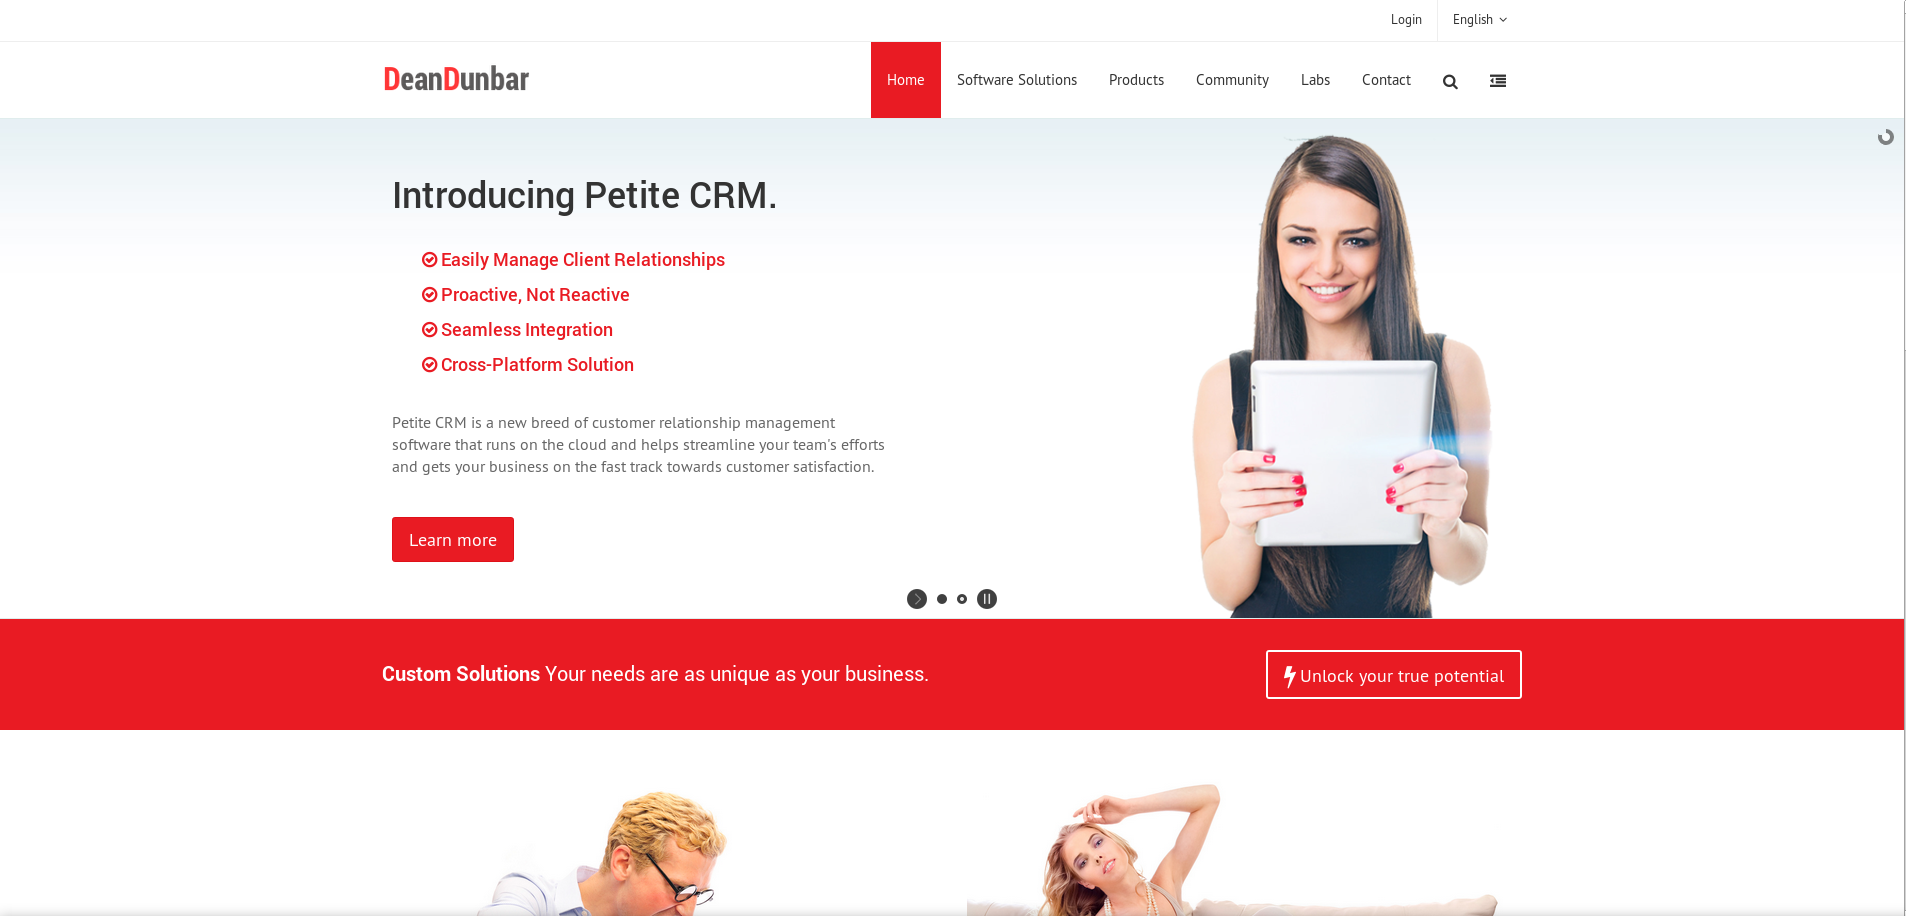 Login
English
DeanDunbar
Home
Software Solutions
Products
Community
Labs
Contact
Introducing Petite CRM.
Easily Manage Client Relationships
Proactive, Not Reactive
Seamless Integration
Cross-Platform Solution
Petite CRM is a new breed of customer relationship management
software that runs on the cloud and helps streamline your team's efforts
and gets your business on the fast track towards customer satisfaction.
Learn more
Custom Solutions Your needs are as unique as your business.
Unlock your true potential